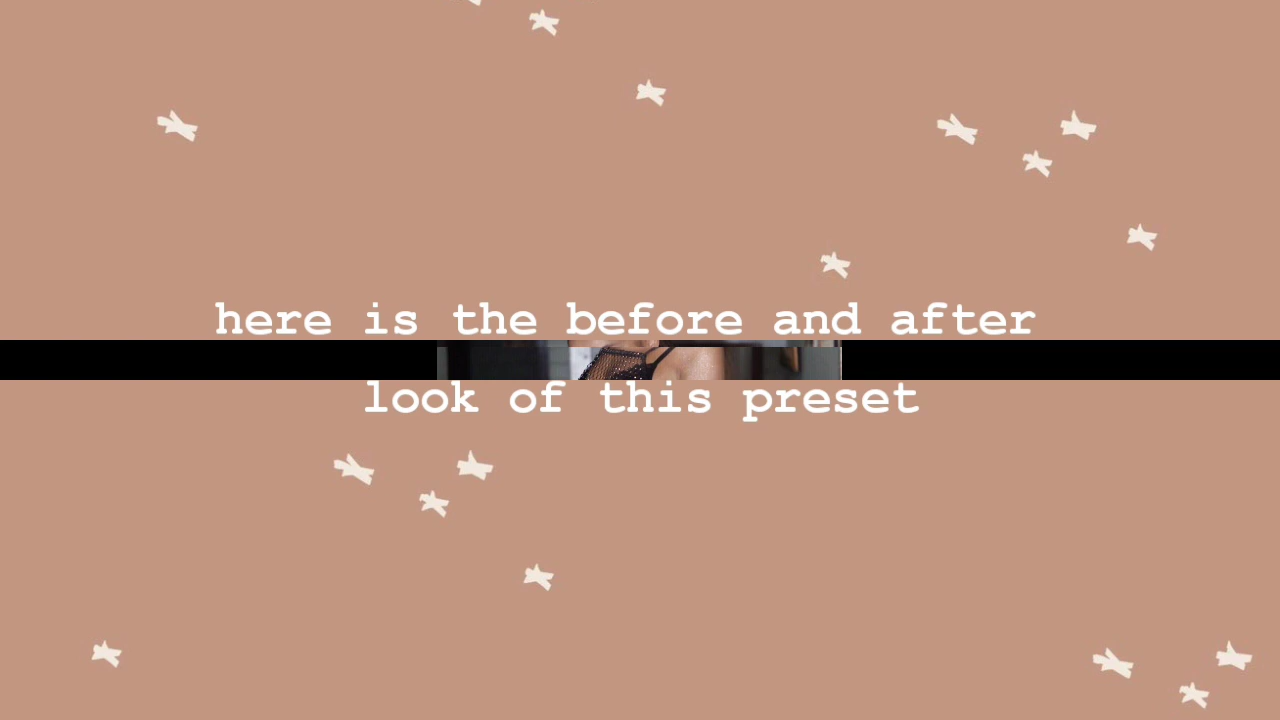 here is the before and after
look of this preset